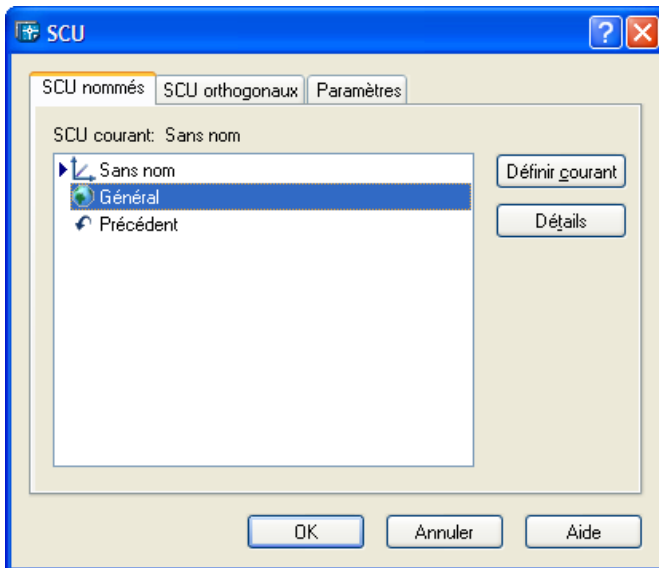 SCU
SCU nommés SCU orthogonaux Paramètres
SCU courant: Sans nom
Sans nom
Définir courant
Général
Précédent
Détails
OK Annuler Aide